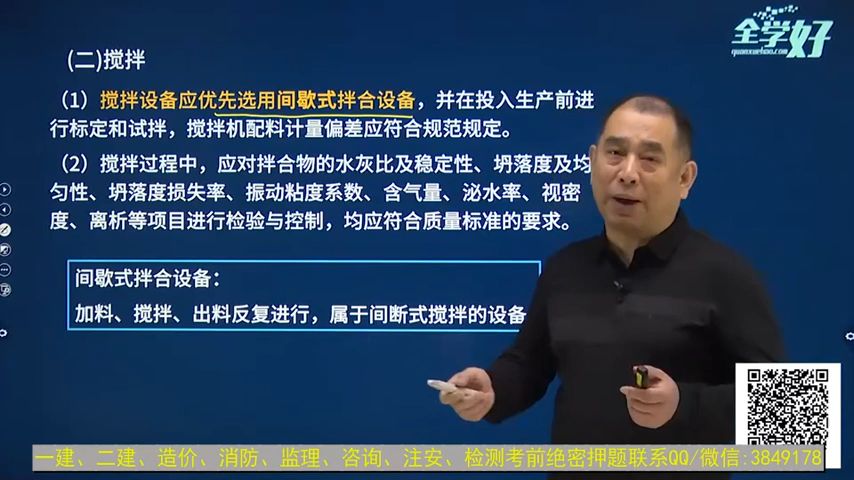 全学好
quanxuehao.com
(二)搅拌
（1）搅拌设备应优先选用间歇式拌合设备，并在投入生产前进
行标定和试拌，搅拌机配料计量偏差应符合规范规定。
（2）搅拌过程中，应对拌合物的水灰比及稳定性、坍落度及均
匀性、坍落度损失率、振动粘度系数、含气量、泌水率、视密
度、离析等项目进行检验与控制，均应符合质量标准的要求。
间歇式拌合设备：
加料、搅拌、出料反复进行，属于间断式搅拌的设备
一建、二建、造价、消防、监理、咨询、注安、检测考前绝密押题联系QQ/微信:3849178